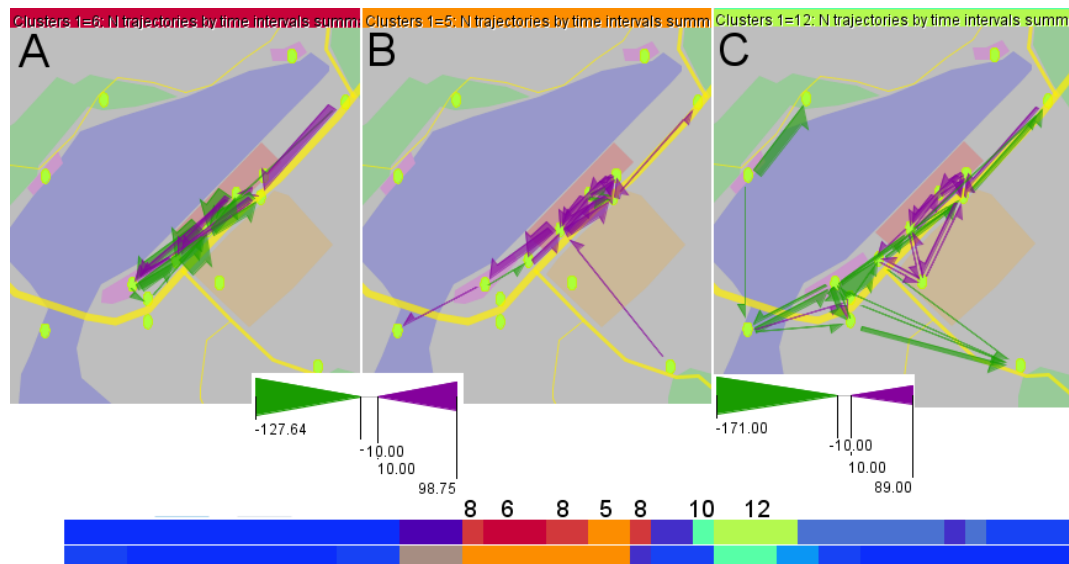 Clusters 1=6: N trajectories by time intervals summ
Clusters 1=5: N trajectories by time intervals summ
Clusters 1=12: N trajectories by time intervals summ
A
B
C
-127.64
-10.00
10.00
98.75
-171.00
-10.00
10.00
89.00
8 6 8 5 8 10 12